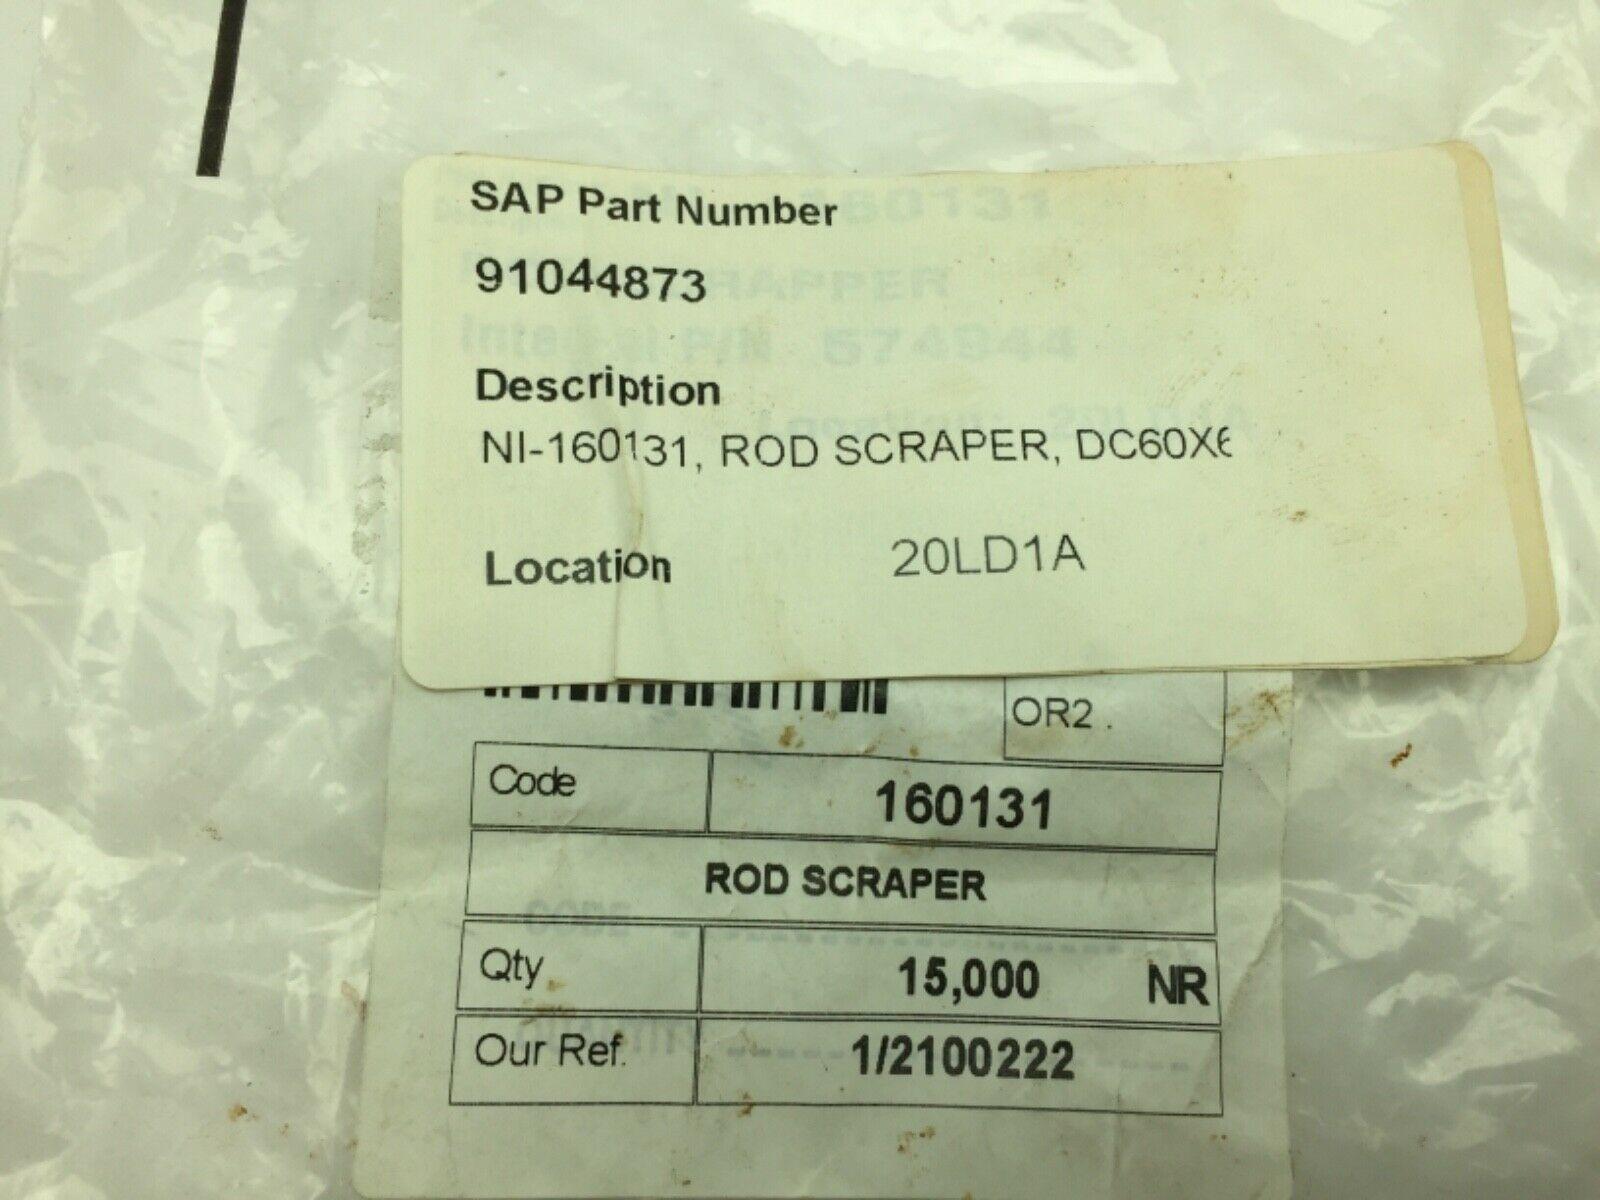 SAP Part Number
91044873
Description
NI-160131, ROD SCRAPER, DC60X6
Location 20LD1A
OR2 .
Code 160131
ROD SCRAPER
Qty 15,000 NR
Our Ref. 1/2100222